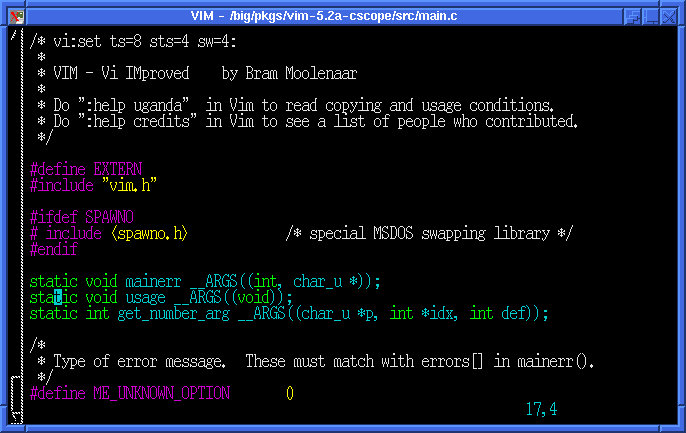 VIM - /big/pkgs/vim-5.2a-cscope/src/main.c
/* vi:set ts=8 sts=4 sw=4:
 *
 * VIM - Vi IMproved    by Bram Moolenaar
 *
 * Do ":help uganda"  in Vim to read copying and usage conditions.
 * Do ":help credits" in Vim to see a list of people who contributed.
 */
#define EXTERN
#include "vim.h"
#ifdef SPAWNO
# include <spawno.h>            /* special MSDOS swapping library */
#endif
static void mainerr __ARGS((int, char_u *));
static void usage __ARGS((void));
static int get_number_arg __ARGS((char_u *p, int *idx, int def));
/*
 * Type of error message.  These must match with errors[] in mainerr().
 */
#define ME_UNKNOWN_OPTION       0
17,4